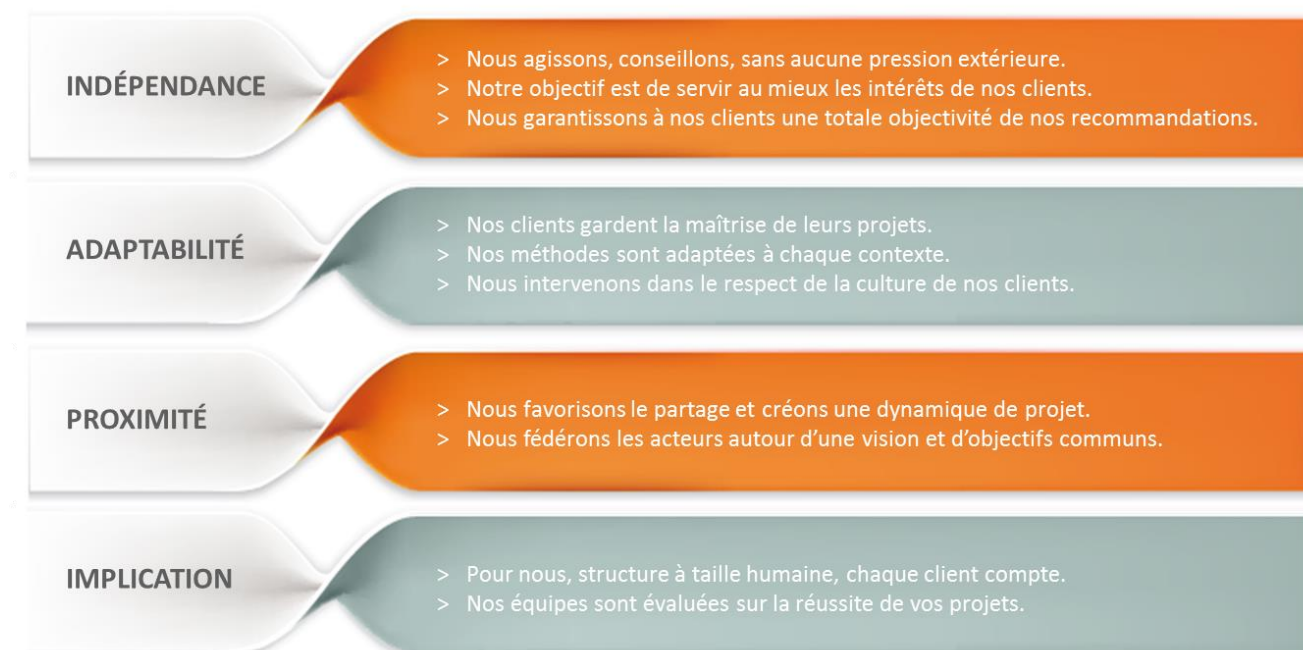 INDÉPENDANCE
> Nous agissons, conseillons, sans aucune pression extérieure.
> Notre objectif est de servir au mieux les intérêts de nos clients.
> Nous garantissons à nos clients une totale objectivité de nos recommandations.
ADAPTABILITÉ
> Nos clients gardent la maîtrise de leurs projets.
> Nos méthodes sont adaptées à chaque contexte.
> Nous intervenons dans le respect de la culture de nos clients.
PROXIMITÉ
> Nous favorisons le partage et créons une dynamique de projet.
> Nous fédérons les acteurs autour d’une vision et d’objectifs communs.
IMPLICATION
> Pour nous, structure à taille humaine, chaque client compte.
> Nos équipes sont évaluées sur la réussite de vos projets.